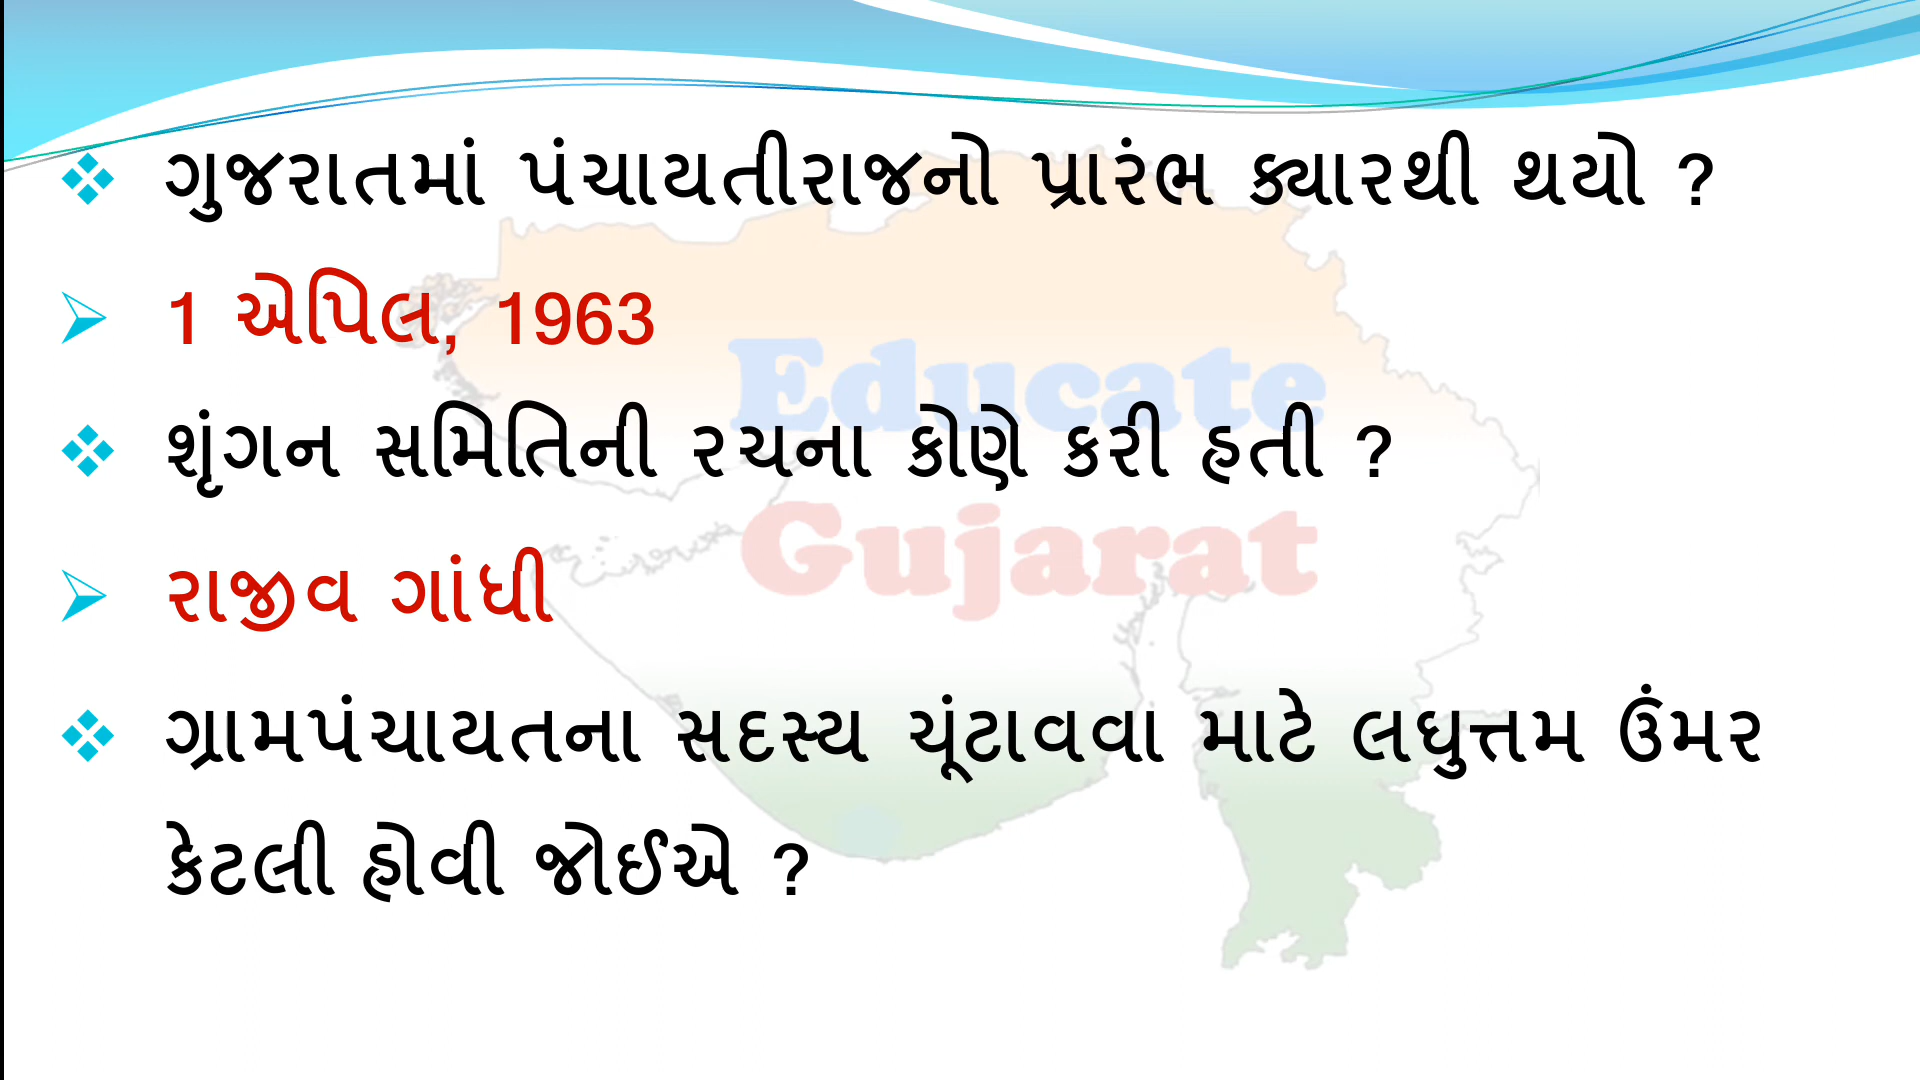 ગુજરાતમાં પંચાયતીરાજનો પ્રારંભ ક્યારથી થયો ?
1 એપિલ, 1963
શૃંગન સમિતિની રચના કોણે કરી હતી ?
રાજીવ ગાંધી
ગ્રામપંચાયતના સદસ્ય ચૂંટાવવા માટે લઘુત્તમ ઉંમર
કેટલી હોવી જોઈએ ?
Educate
Gujarat